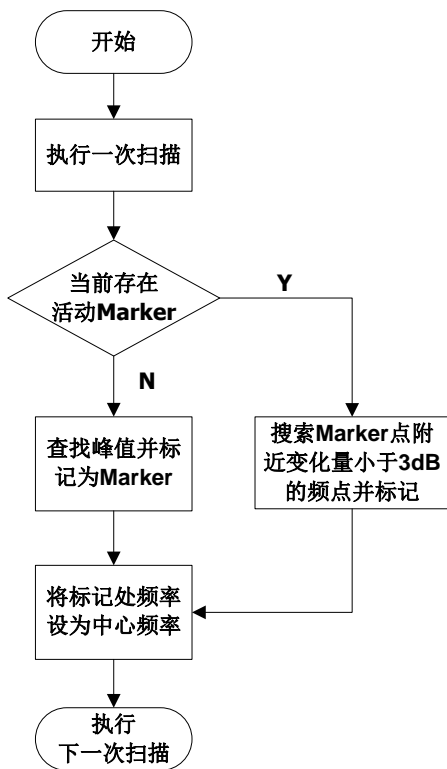 开始
执行一次扫描
当前存在
活动Marker
Y
N
查找峰值并标
记为Marker
搜索Marker点附
近变化量小于3dB
的频点并标记
将标记处频率
设为中心频率
执行
下一次扫描